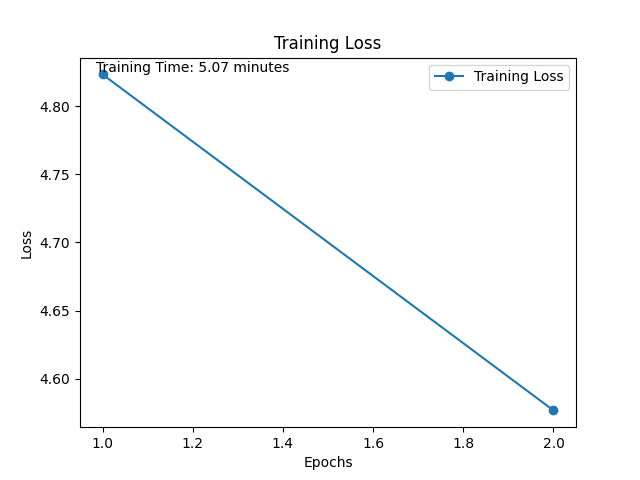 Training Loss
Training Time: 5.07 minutes
Training Loss
4.80
4.75
4.70
4.65
4.60
Loss
1.0 1.2 1.4 1.6 1.8 2.0
Epochs